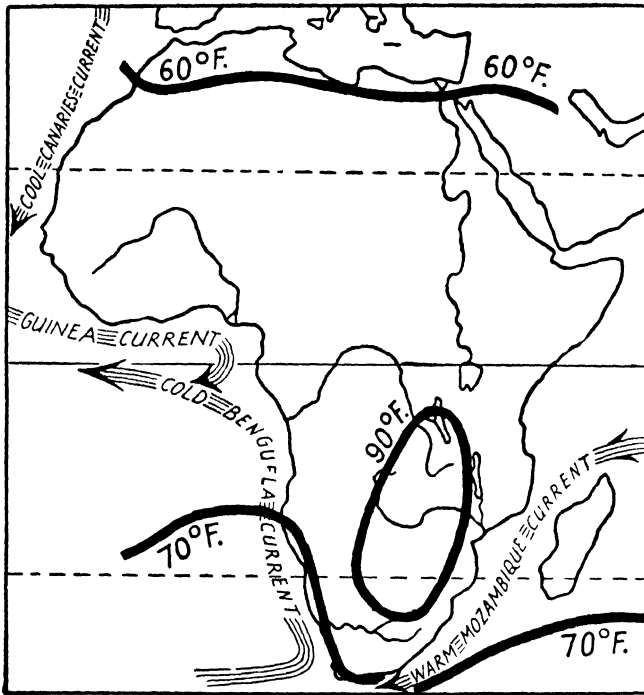 60°F.
60°F.
COOL CANARIES CURRENT
GUINEA CURRENT
COLD BENGUELA CURRENT
90°F.
70°F.
WARM MOZAMBIQUE CURRENT
70°F.